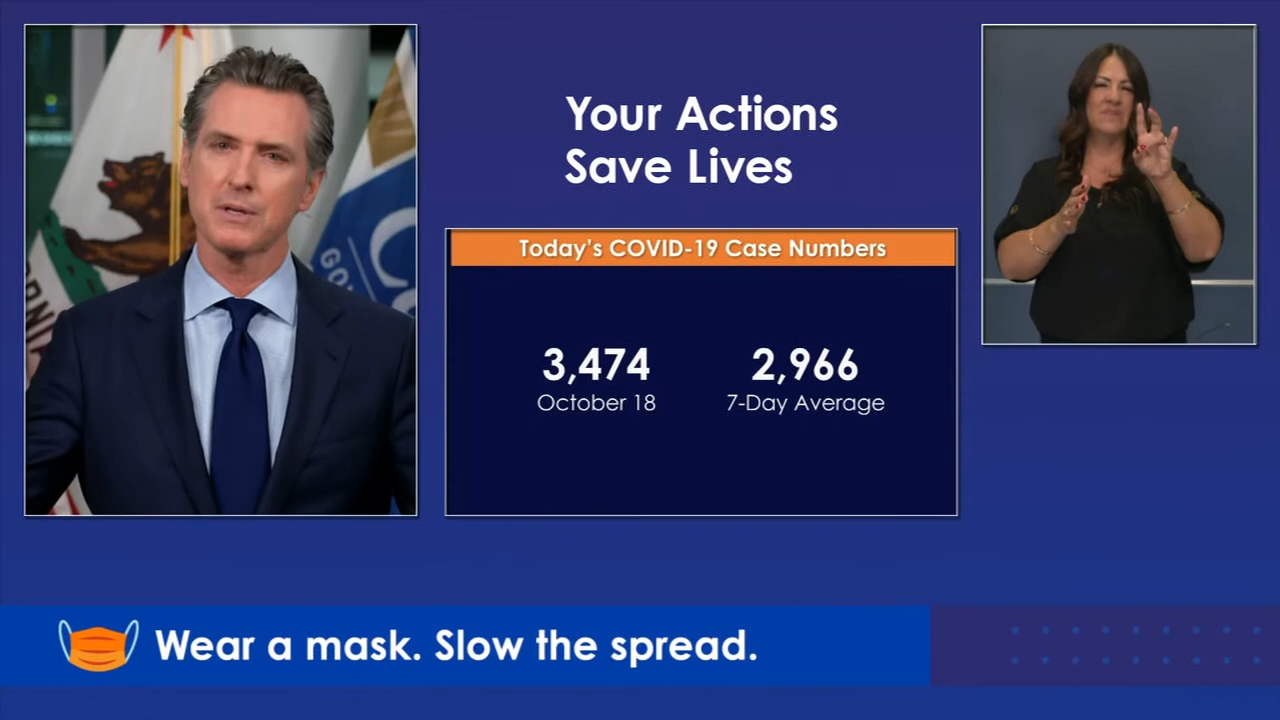 Your Actions
Save Lives
Today's COVID-19 Case Numbers
3,474
2,966
October 18
7-Day Average
Wear a mask. Slow the spread.